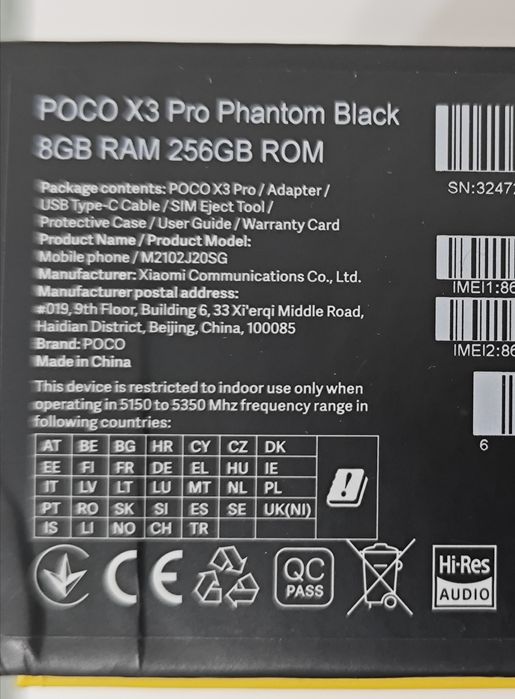 POCO X3 Pro Phantom Black
8GB RAM 256GB ROM
Package contents: POCO X3 Pro / Adapter /
USB Type-C Cable / SIM Eject Tool /
Protective Case / User Guide / Warranty Card
Product Name / Product Model:
Mobile phone / M2102J20SG
Manufacturer: Xiaomi Communications Co., Ltd.
Manufacturer postal address:
#019, 9th Floor, Building 6, 33 Xi'erqi Middle Road,
Haidian District, Beijing, China, 100085
Brand: POCO
Made in China
This device is restricted to indoor use only when
operating in 5150 to 5350 Mhz frequency range in
following countries:
AT BE BG HR CY CZ DK
EE FI FR DE EL HU IE
IT LV LT LU MT NL PL
PT RO SK SI ES SE UK(NI)
IS LI NO CH TR
!
CE
QC
PASS
Hi-Res
AUDIO
SN:3247
IMEI1:86
IMEI2:86
6